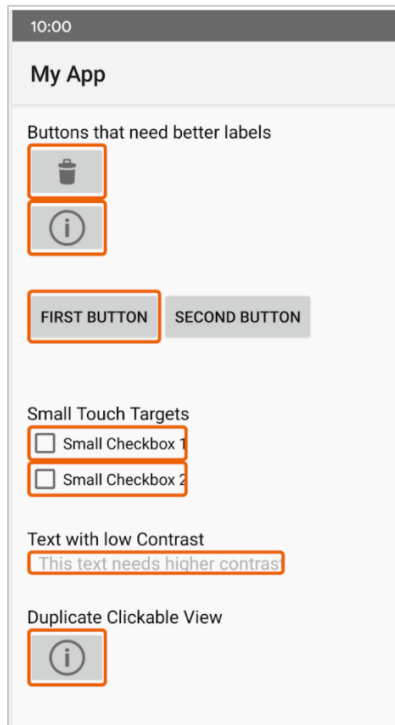 10:00
My App
Buttons that need better labels
FIRST BUTTON SECOND BUTTON
Small Touch Targets
Small Checkbox 1
Small Checkbox 2
Text with low Contrast
This text needs higher contrast
Duplicate Clickable View